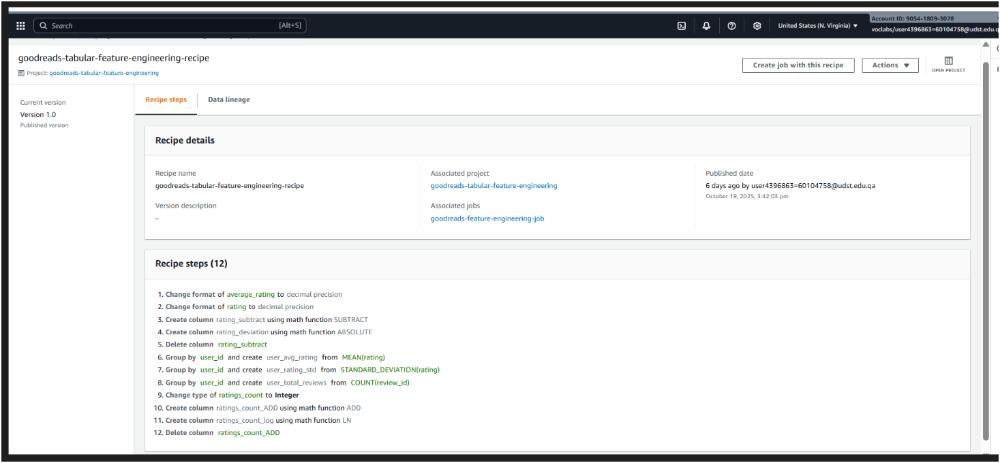 Search [Alt+S] United States (N. Virginia) Account ID: 9054-1809-3078
voclabs/user4396863=60104758@udst.edu.q
goodreads-tabular-feature-engineering-recipe
Project: goodreads-tabular-feature-engineering
Create job with this recipe Actions OPEN PROJECT
Current version
Version 1.0
Published version
Recipe steps Data lineage
Recipe details
Recipe name
goodreads-tabular-feature-engineering-recipe
Version description
-
Associated project
goodreads-tabular-feature-engineering
Associated jobs
goodreads-feature-engineering-job
Published date
6 days ago by user4396863=60104758@udst.edu.qa
October 19, 2025, 3:42:03 pm
Recipe steps (12)
1. Change format of average_rating to decimal precision
2. Change format of rating to decimal precision
3. Create column rating_subtract using math function SUBTRACT
4. Create column rating_deviation using math function ABSOLUTE
5. Delete column rating_subtract
6. Group by user_id and create user_avg_rating from MEAN(rating)
7. Group by user_id and create user_rating_std from STANDARD_DEVIATION(rating)
8. Group by user_id and create user_total_reviews from COUNT(review_id)
9. Change type of ratings_count to Integer
10. Create column ratings_count_ADD using math function ADD
11. Create column ratings_count_log using math function LN
12. Delete column ratings_count_ADD